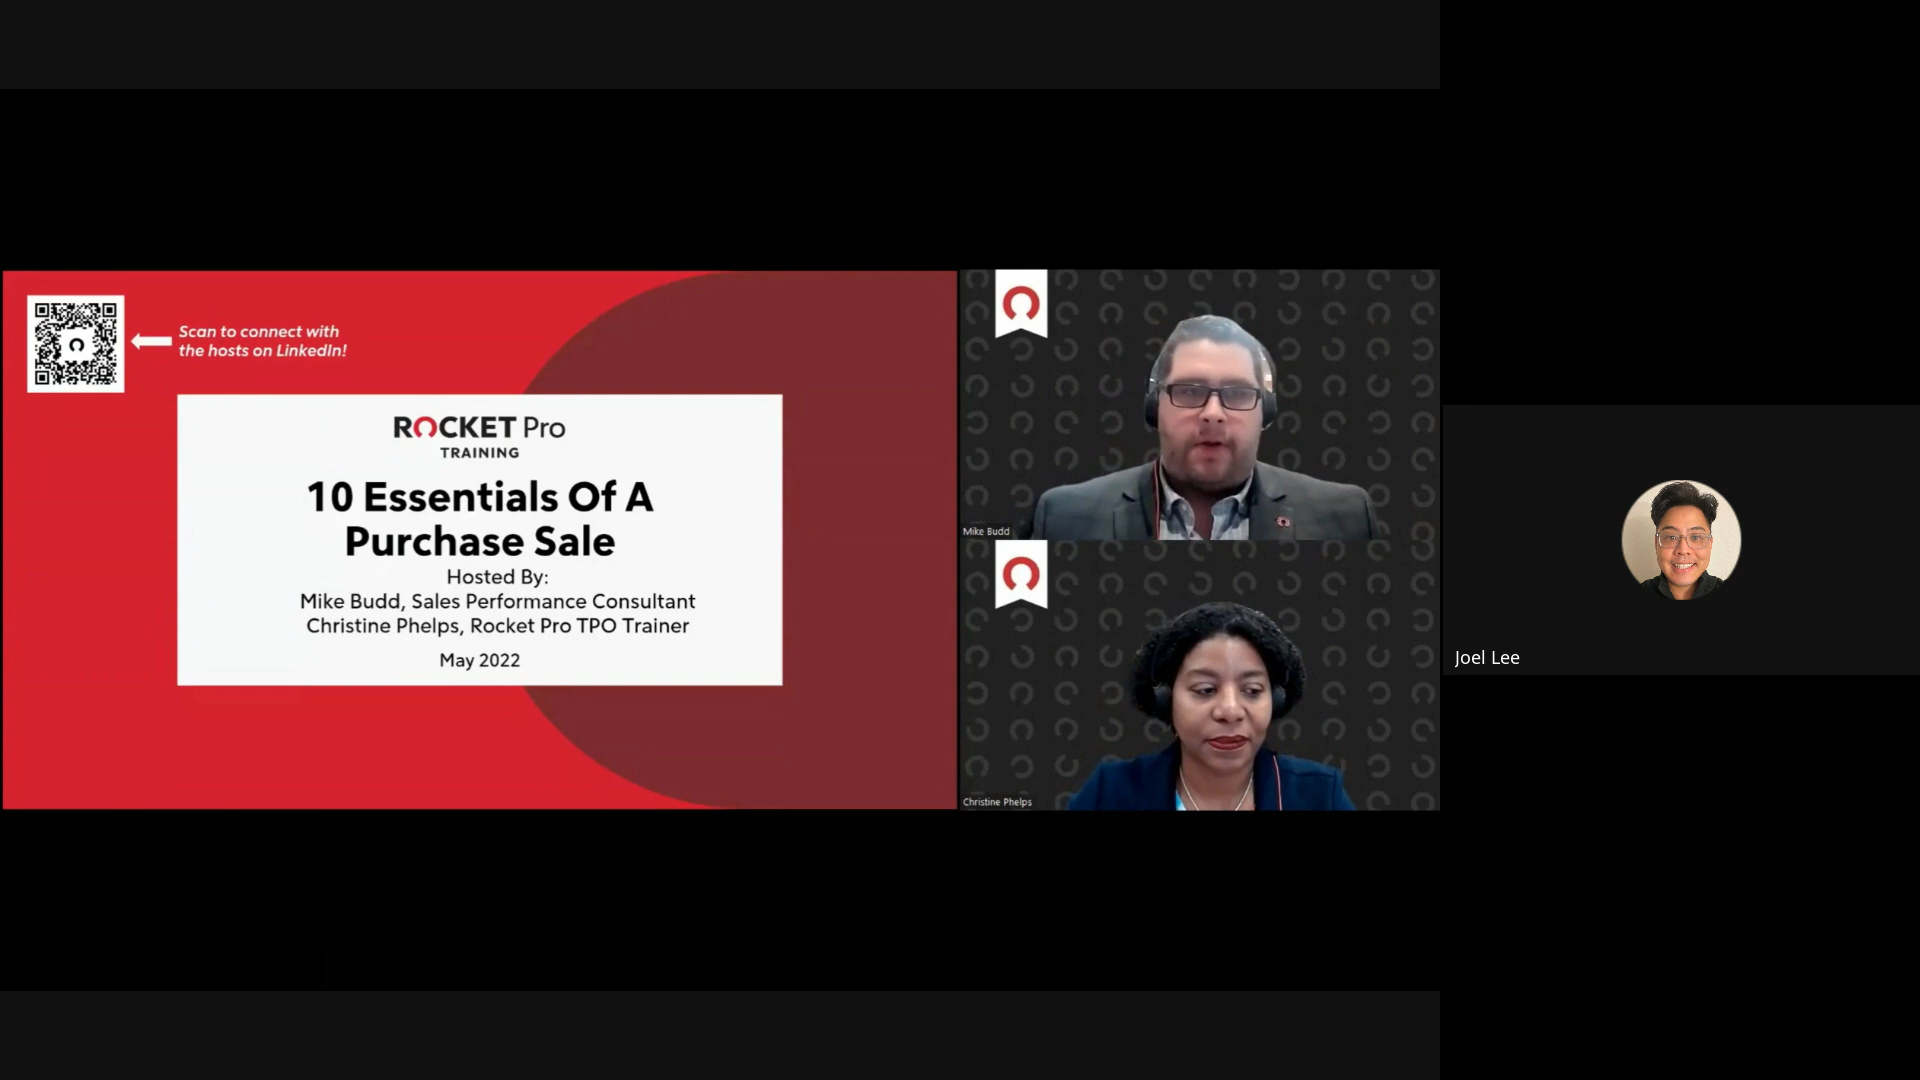 Scan to connect with
the hosts on LinkedIn!
ROCKET Pro
TRAINING
10 Essentials Of A
Purchase Sale
Hosted By:
Mike Budd, Sales Performance Consultant
Christine Phelps, Rocket Pro TPO Trainer
May 2022
Mike Budd
Christine Phelps
Joel Lee